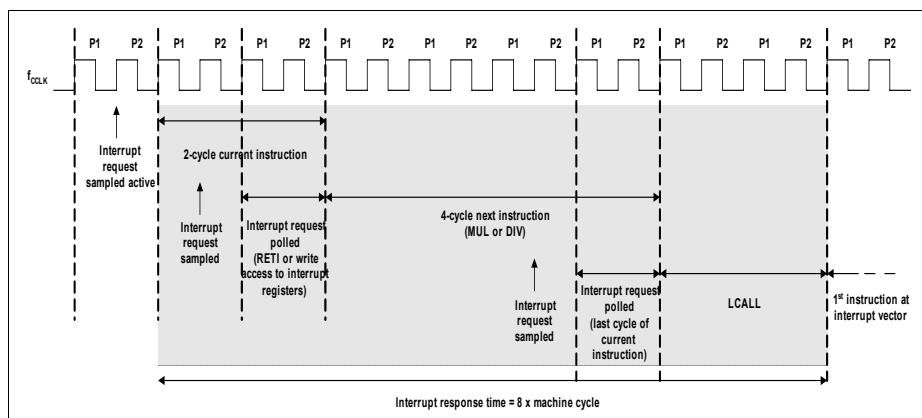 P1 P2 P1 P2 P1 P2 P1 P2 P1 P2 P1 P2 P1 P2 P1 P2 P1 P2 P1 P2
fCCLK
Interrupt
request
sampled active
2-cycle current instruction
Interrupt
request
sampled
Interrupt request
polled
(RETI or write
access to interrupt
registers)
4-cycle next instruction
(MUL or DIV)
Interrupt
request
sampled
Interrupt request
polled
(last cycle of
current
instruction)
LCALL
1st instruction at
interrupt vector
Interrupt response time = 8 x machine cycle